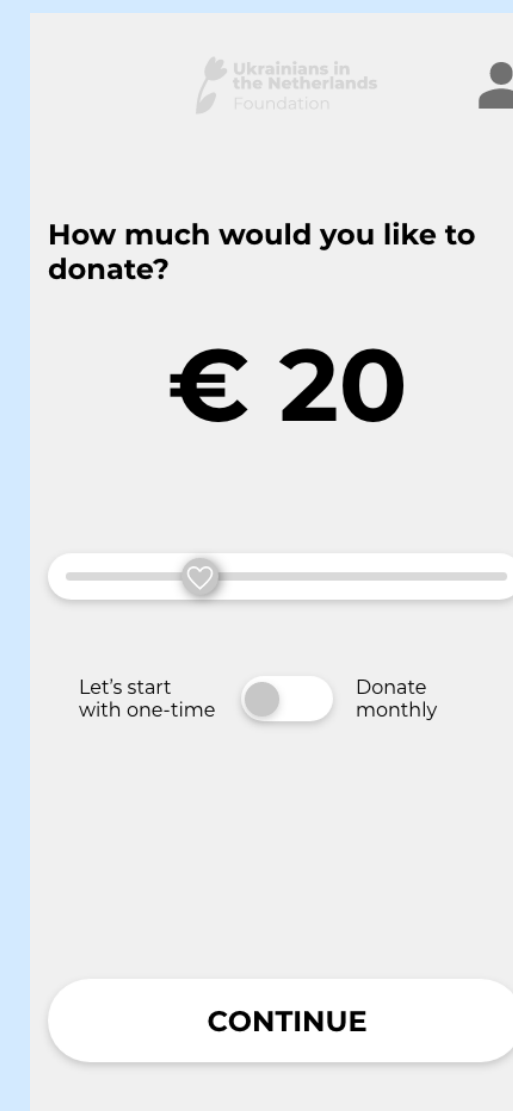 Ukrainians in
the Netherlands
Foundation
How much would you like to
donate?
€ 20
Let’s start
with one-time
Donate
monthly
CONTINUE